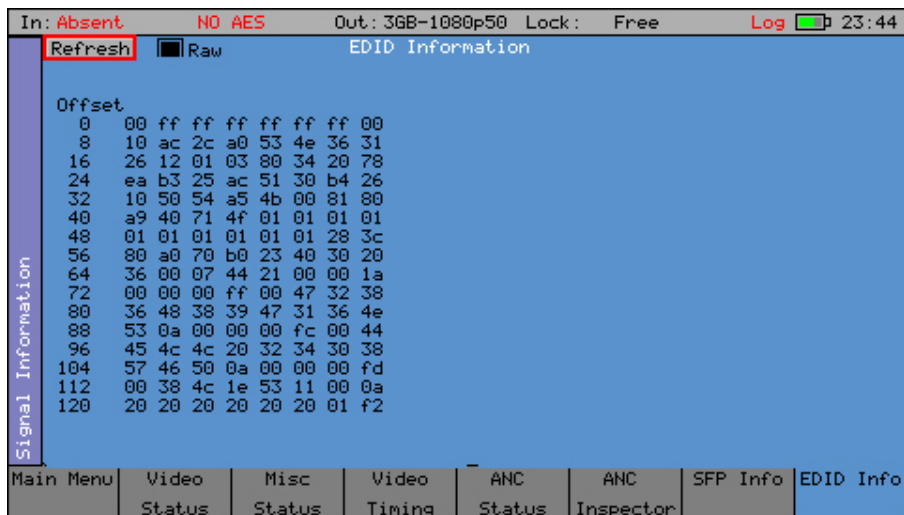 In: Absent NO AES Out: 3GB-1080p50 Lock: Free Log 23:44
Refresh Raw EDID Information
Offset
0 00 ff ff ff ff ff ff 00
8 10 ac 2c a0 53 4e 36 31
16 26 12 01 03 80 34 20 78
24 ea b3 25 ac 51 30 b4 26
32 10 50 54 a5 4b 00 81 80
40 a9 40 71 4f 01 01 01 01
48 01 01 01 01 01 01 28 3c
56 80 a0 70 b0 23 40 30 20
64 36 00 07 44 21 00 00 1a
72 00 00 00 ff 00 47 32 38
80 36 48 38 39 47 31 36 4e
88 53 0a 00 00 00 fc 00 44
96 45 4c 4c 20 32 34 30 38
104 57 46 50 0a 00 00 00 fd
112 00 38 4c 1e 53 11 00 0a
120 20 20 20 20 20 20 01 f2
Signal Information
Main Menu Video Misc Video ANC ANC SFP Info EDID Info
Status Status Timing Status Inspector